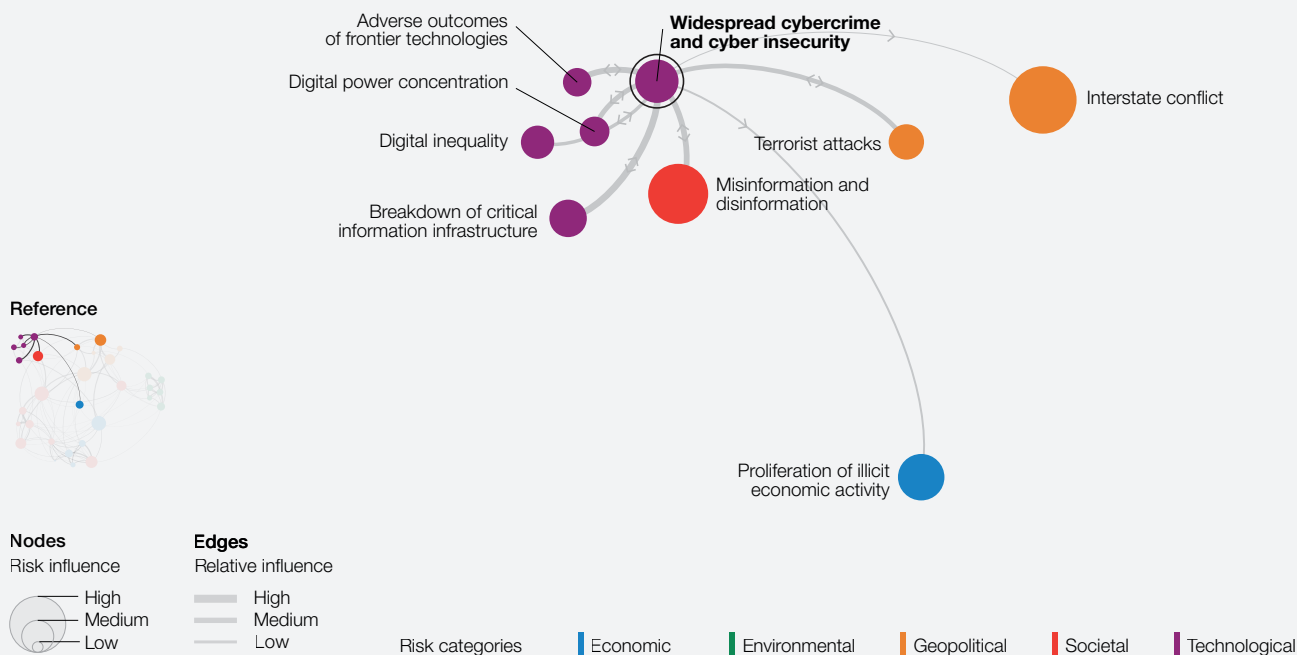 Adverse outcomes
of frontier technologies
Widespread cybercrime
and cyber insecurity
Digital power concentration
Interstate conflict
Digital inequality
Terrorist attacks
Misinformation and
disinformation
Breakdown of critical
information infrastructure
Reference
Proliferation of illicit
economic activity
Nodes
Risk influence
High
Medium
Low
Edges
Relative influence
High
Medium
Low
Risk categories
Economic
Environmental
Geopolitical
Societal
Technological